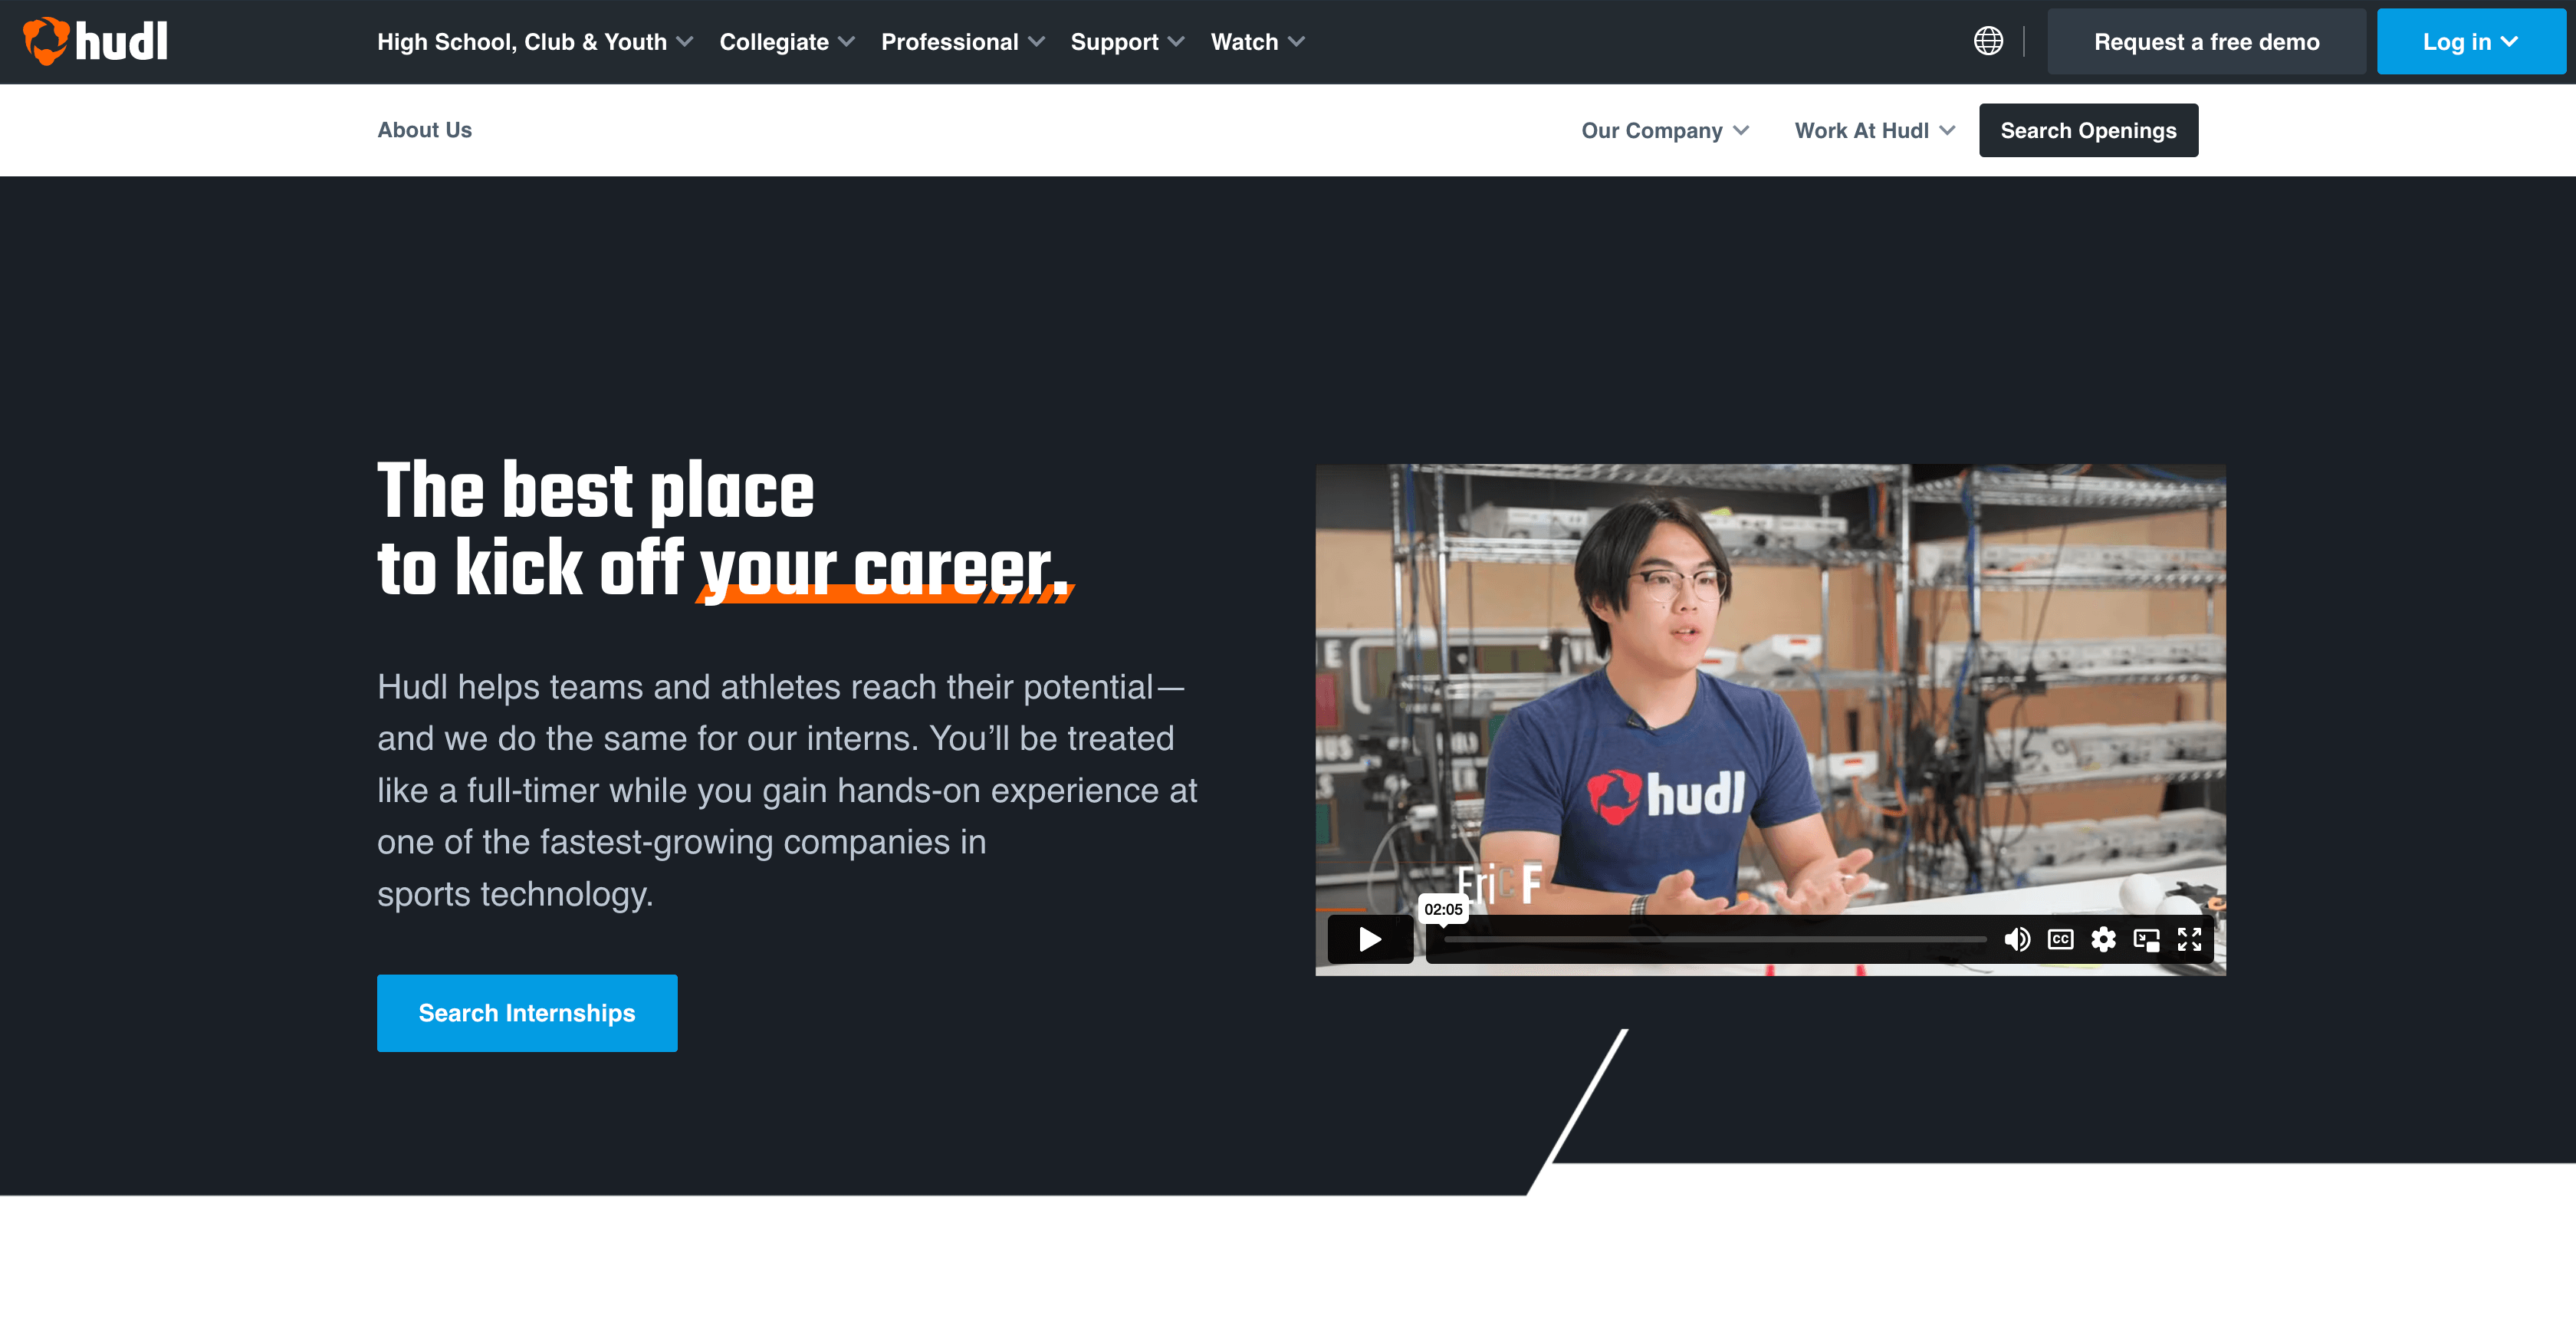 hudl
High School, Club & Youth
Collegiate
Professional
Support
Watch
Request a free demo
Log in
About Us
Our Company
Work At Hudl
Search Openings
The best place
to kick off your career.
Hudl helps teams and athletes reach their potential—
and we do the same for our interns. You’ll be treated
like a full-timer while you gain hands-on experience at
one of the fastest-growing companies in
sports technology.
Search Internships
hudl
Eric F
02:05
CC